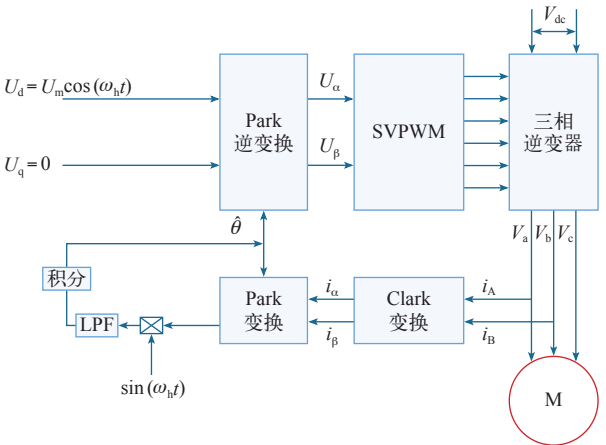 V_dc
U_d = U_m cos(ω_h t)
U_q = 0
Park
逆变换
U_α
U_β
SVPWM
三相
逆变器
V_a
V_b
V_c
θ̂
积分
LPF
sin(ω_h t)
Park
变换
i_α
i_β
Clark
变换
i_A
i_B
M